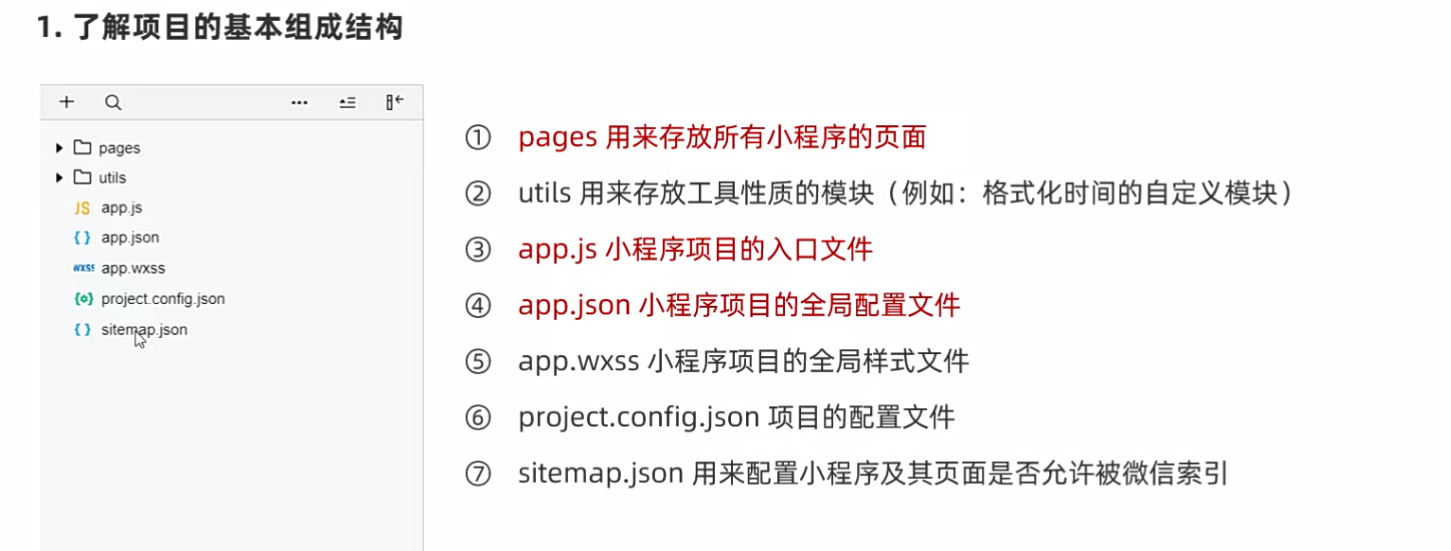 1. 了解项目的基本组成结构
pages
utils
JS app.js
{ } app.json
WXSS app.wxss
{o} project.config.json
{ } sitemap.json
① pages 用来存放所有小程序的页面
② utils 用来存放工具性质的模块（例如：格式化时间的自定义模块）
③ app.js 小程序项目的入口文件
④ app.json 小程序项目的全局配置文件
⑤ app.wxss 小程序项目的全局样式文件
⑥ project.config.json 项目的配置文件
⑦ sitemap.json 用来配置小程序及其页面是否允许被微信索引